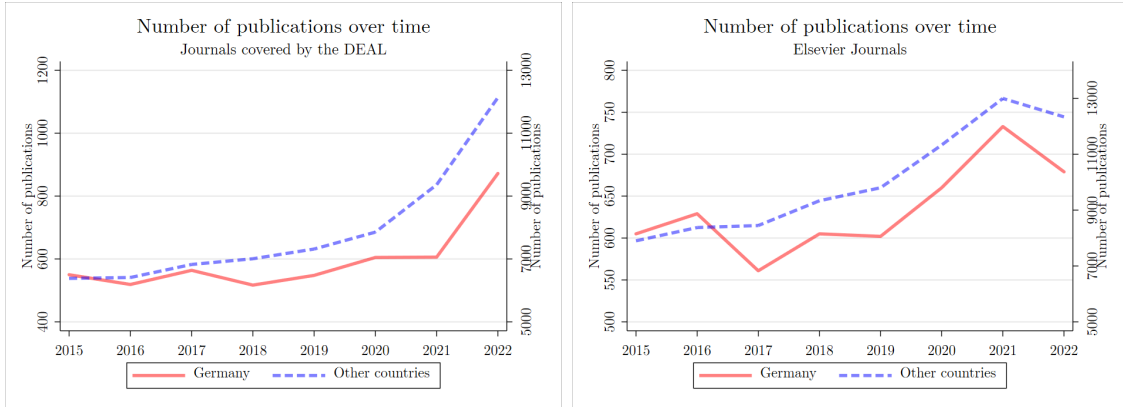 Number of publications over time
Journals covered by the DEAL
Number of publications
1200
1000
800
600
400
Number of publications
13000
11000
9000
7000
5000
2015 2016 2017 2018 2019 2020 2021 2022
Germany Other countries
Number of publications over time
Elsevier Journals
Number of publications
800
750
700
650
600
550
500
Number of publications
13000
11000
9000
7000
5000
2015 2016 2017 2018 2019 2020 2021 2022
Germany Other countries